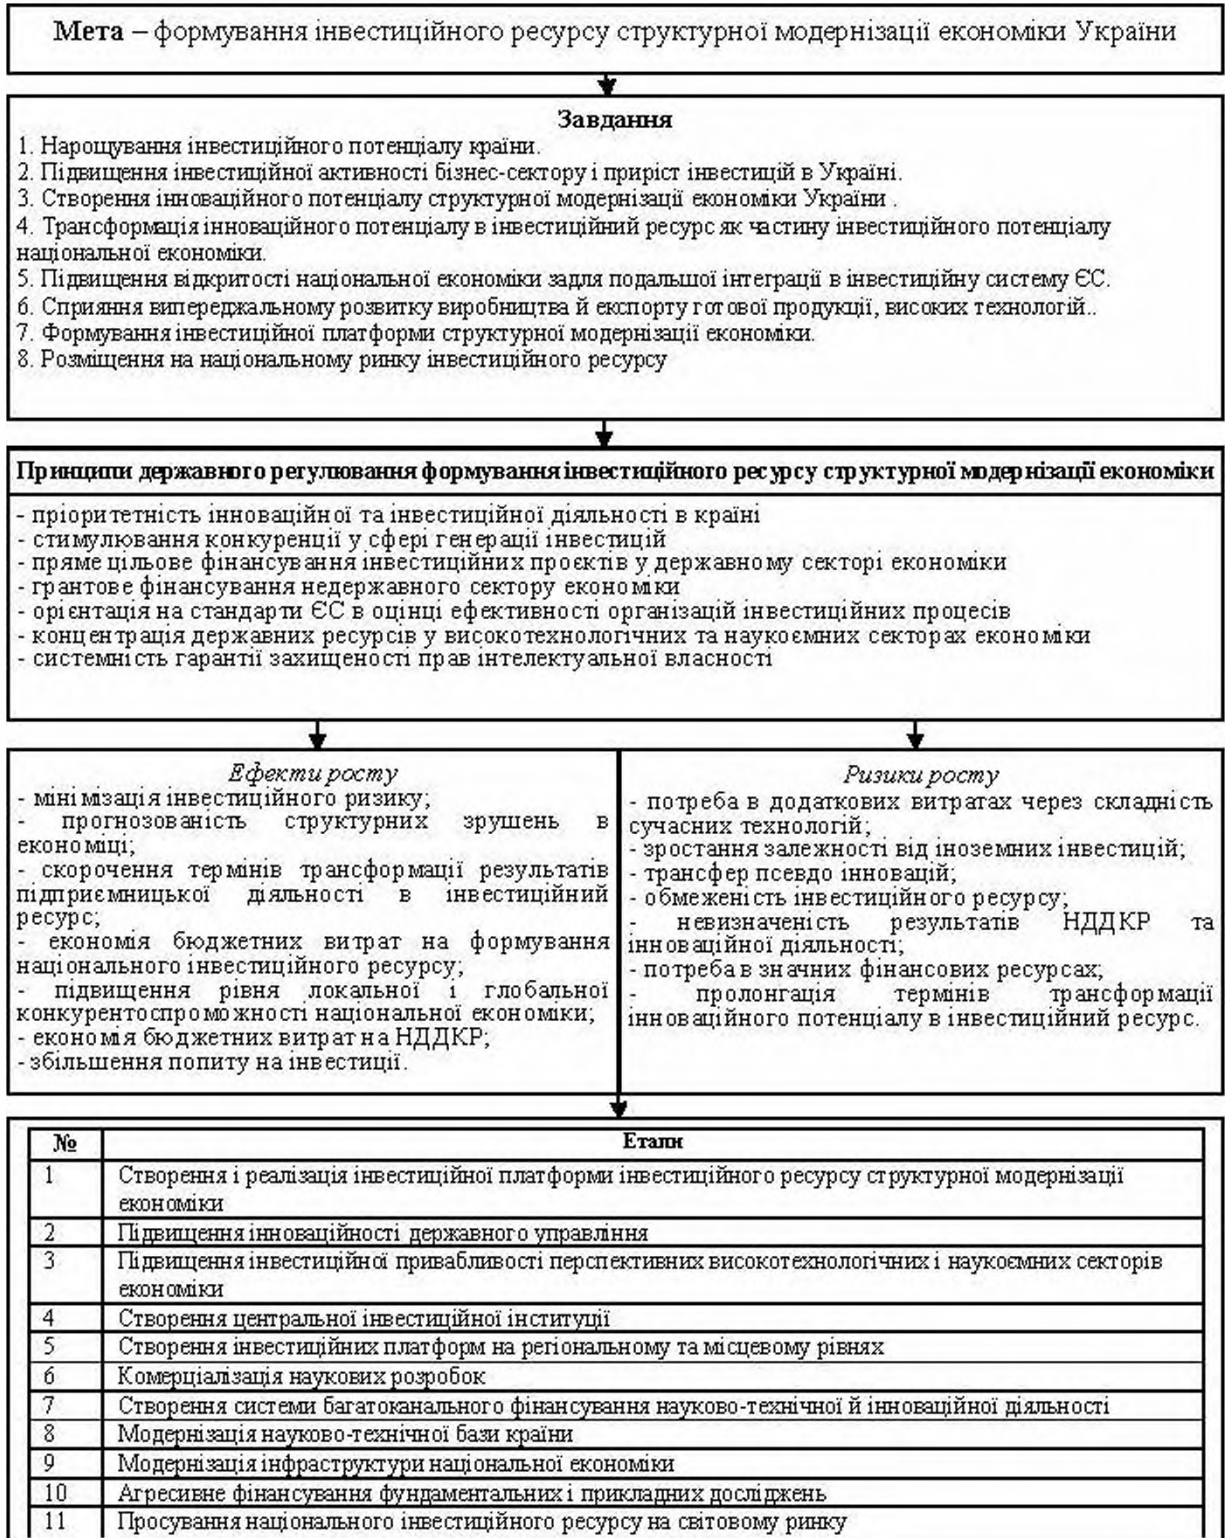 Мета – формування інвестиційного ресурсу структурної модернізації економіки України
Завдання
1. Нарощування інвестиційного потенціалу країни.
2. Підвищення інвестиційної активності бізнес-сектору і приріст інвестицій в Україні.
3. Створення інноваційного потенціалу структурної модернізації економіки України .
4. Трансформація інноваційного потенціалу в інвестиційний ресурс як частину інвестиційного потенціалу
національної економіки.
5. Підвищення відкритості національної економіки задля подальшої інтеграції в інвестиційну систему ЄС.
6. Сприяння випереджальному розвитку виробництва й експорту готової продукції, високих технологій..
7. Формування інвестиційної платформи структурної модернізації економіки.
8. Розміщення на національному ринку інвестиційного ресурсу
Принципи державного регулювання формування інвестиційного ресурсу структурної модернізації економіки
- пріоритетність інноваційної та інвестиційної діяльності в країні
- стимулювання конкуренції у сфері генерації інвестицій
- пряме цільове фінансування інвестиційних проєктів у державному секторі економіки
- грантове фінансування недержавного сектору економіки
- орієнтація на стандарти ЄС в оцінці ефективності організацій інвестиційних процесів
- концентрація державних ресурсів у високотехнологічних та наукоємних секторах економіки
- системність гарантії захищеності прав інтелектуальної власності
Ефекти росту
- мінімізація інвестиційного ризику;
- прогнозованість структурних зрушень в
економіці;
- скорочення термінів трансформації результатів
підприємницької діяльності в інвестиційний
ресурс;
- економія бюджетних витрат на формування
національного інвестиційного ресурсу;
- підвищення рівня локальної і глобальної
конкурентоспроможності національної економіки;
- економія бюджетних витрат на НДДКР;
- збільшення попиту на інвестиції.
Ризики росту
- потреба в додаткових витратах через складність
сучасних технологій;
- зростання залежності від іноземних інвестицій;
- трансфер псевдо інновацій;
- обмеженість інвестиційного ресурсу;
- невизначеність результатів НДДКР та
інноваційної діяльності;
- потреба в значних фінансових ресурсах;
- пролонгація термінів трансформації
інноваційного потенціалу в інвестиційний ресурс.
№ Етапи
1 Створення і реалізація інвестиційної платформи інвестиційного ресурсу структурної модернізації
економіки
2 Підвищення інноваційності державного управління
3 Підвищення інвестиційної привабливості перспективних високотехнологічних і наукоємних секторів
економіки
4 Створення центральної інвестиційної інституції
5 Створення інвестиційних платформ на регіональному та місцевому рівнях
6 Комерціалізація наукових розробок
7 Створення системи багатоканального фінансування науково-технічної й інноваційної діяльності
8 Модернізація науково-технічної бази країни
9 Модернізація інфраструктури національної економіки
10 Агресивне фінансування фундаментальних і прикладних досліджень
11 Просування національного інвестиційного ресурсу на світовому ринку